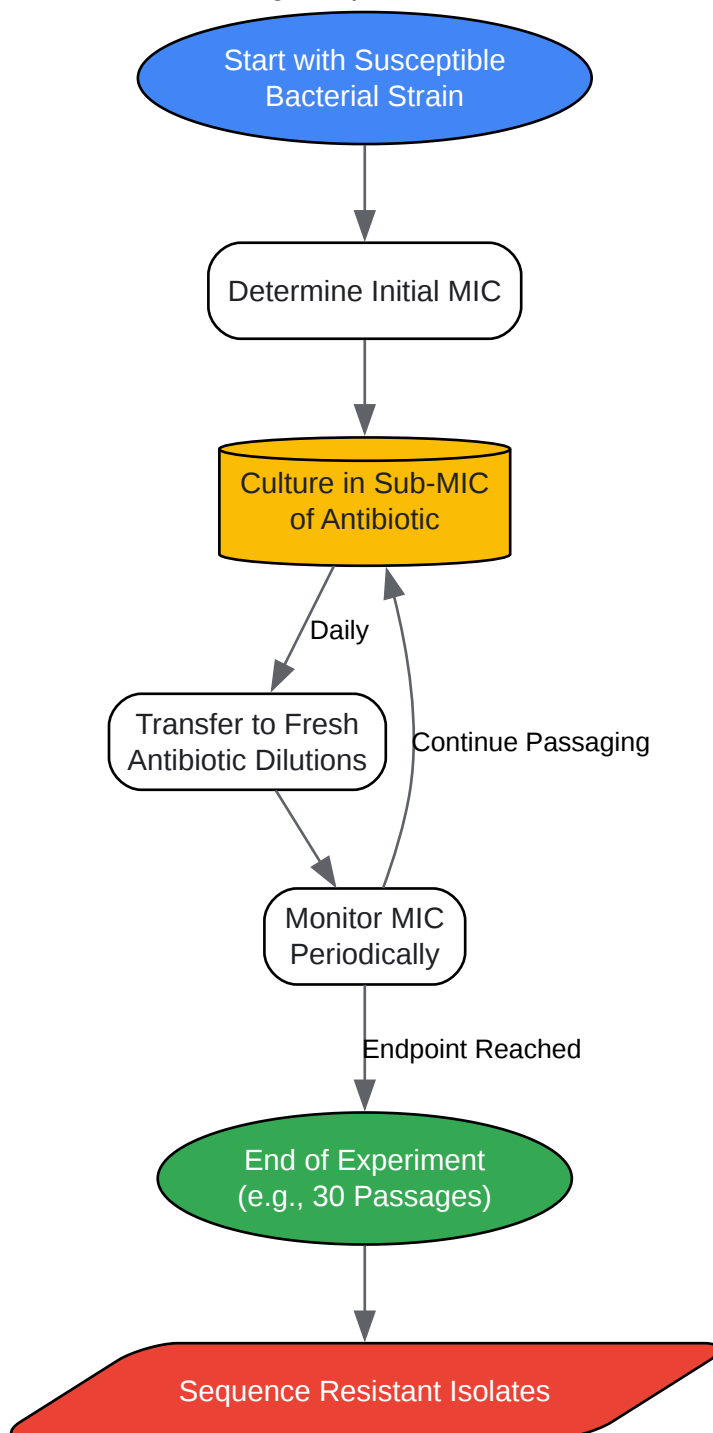 Start with Susceptible
Bacterial Strain
Determine Initial MIC
Culture in Sub-MIC
of Antibiotic
Daily
Transfer to Fresh
Antibiotic Dilutions
Continue Passaging
Monitor MIC
Periodically
Endpoint Reached
End of Experiment
(e.g., 30 Passages)
Sequence Resistant Isolates